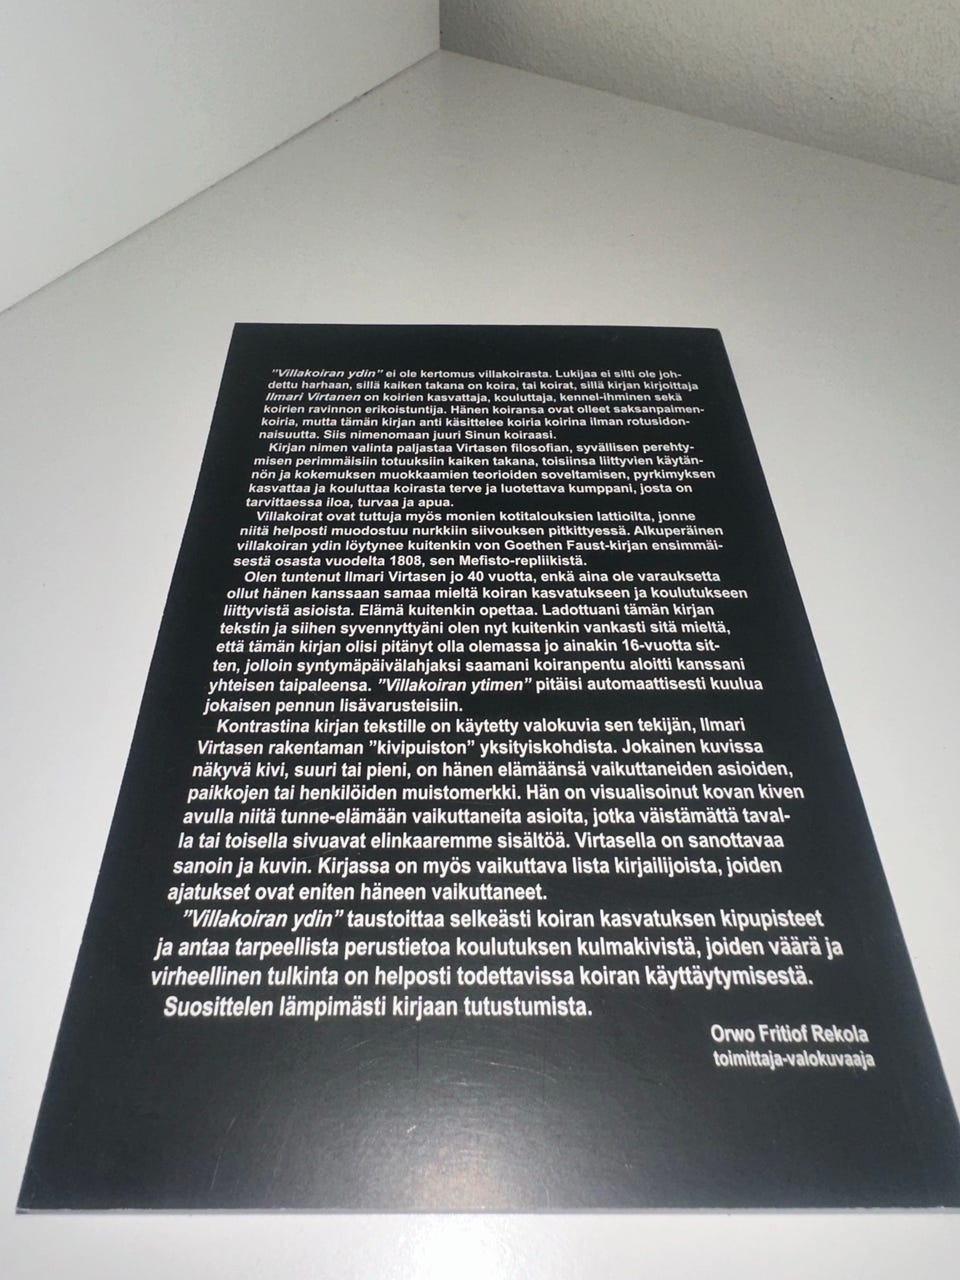 "Villakoiran ydin" ei ole kertomus villakoirasta. Lukijaa ei silti ole joh-
dettu harhaan, sillä kaiken takana on koira, tai koirat, sillä kirjan kirjoittaja
Ilmari Virtanen on koirien kasvattaja, kouluttaja, kennel-ihminen sekä
koirien ravinnon erikoistuntija. Hänen koiransa ovat olleet saksanpaimen-
koiria, mutta tämän kirjan anti käsittelee koiria koirina ilman rotusidon-
naisuutta. Siis nimenomaan juuri Sinun koiraasi.
Kirjan nimen valinta paljastaa Virtasen filosofian, syvällisen perehty-
misen perimmäisiin totuuksiin kaiken takana, toisiinsa liittyvien käytän-
nön ja kokemuksen muokkaamien teorioiden soveltamisen, pyrkimyksen
kasvattaa ja kouluttaa koirasta terve ja luotettava kumppani, josta on
tarvittaessa iloa, turvaa ja apua.
Villakoirat ovat tuttuja myös monien kotitalouksien lattioilta, jonne
niitä helposti muodostuu nurkkiin siivouksen pitkittyessä. Alkuperäinen
villakoiran ydin löytynee kuitenkin von Goethen Faust-kirjan ensimmäi-
sestä osasta vuodelta 1808, sen Mefisto-repliikistä.
Olen tuntenut Ilmari Virtasen jo 40 vuotta, enkä aina ole varauksetta
ollut hänen kanssaan samaa mieltä koiran kasvatukseen ja koulutukseen
liittyvistä asioista. Elämä kuitenkin opettaa. Ladottuani tämän kirjan
tekstin ja siihen syvennyttyäni olen nyt kuitenkin vankasti sitä mieltä,
että tämän kirjan olisi pitänyt olla olemassa jo ainakin 16-vuotta sit-
ten, jolloin syntymäpäivälahjaksi saamani koiranpentu aloitti kanssani
yhteisen taipaleensa. "Villakoiran ytimen" pitäisi automaattisesti kuulua
jokaisen pennun lisävarusteisiin.
Kontrastina kirjan tekstille on käytetty valokuvia sen tekijän, Ilmari
Virtasen rakentaman "kivipuiston" yksityiskohdista. Jokainen kuvissa
näkyvä kivi, suuri tai pieni, on hänen elämäänsä vaikuttaneiden asioiden,
paikkojen tai henkilöiden muistomerkki. Hän on visualisoinut kovan kiven
avulla niitä tunne-elämään vaikuttaneita asioita, jotka väistämättä taval-
la tai toisella sivuavat elinkaaremme sisältöä. Virtasella on sanottavaa
sanoin ja kuvin. Kirjassa on myös vaikuttava lista kirjailijoista, joiden
ajatukset ovat eniten häneen vaikuttaneet.
"Villakoiran ydin" taustoittaa selkeästi koiran kasvatuksen kipupisteet
ja antaa tarpeellista perustietoa koulutuksen kulmakivistä, joiden väärä ja
virheellinen tulkinta on helposti todettavissa koiran käyttäytymisestä.
Suosittelen lämpimästi kirjaan tutustumista.
Orwo Fritiof Rekola
toimittaja-valokuvaaja